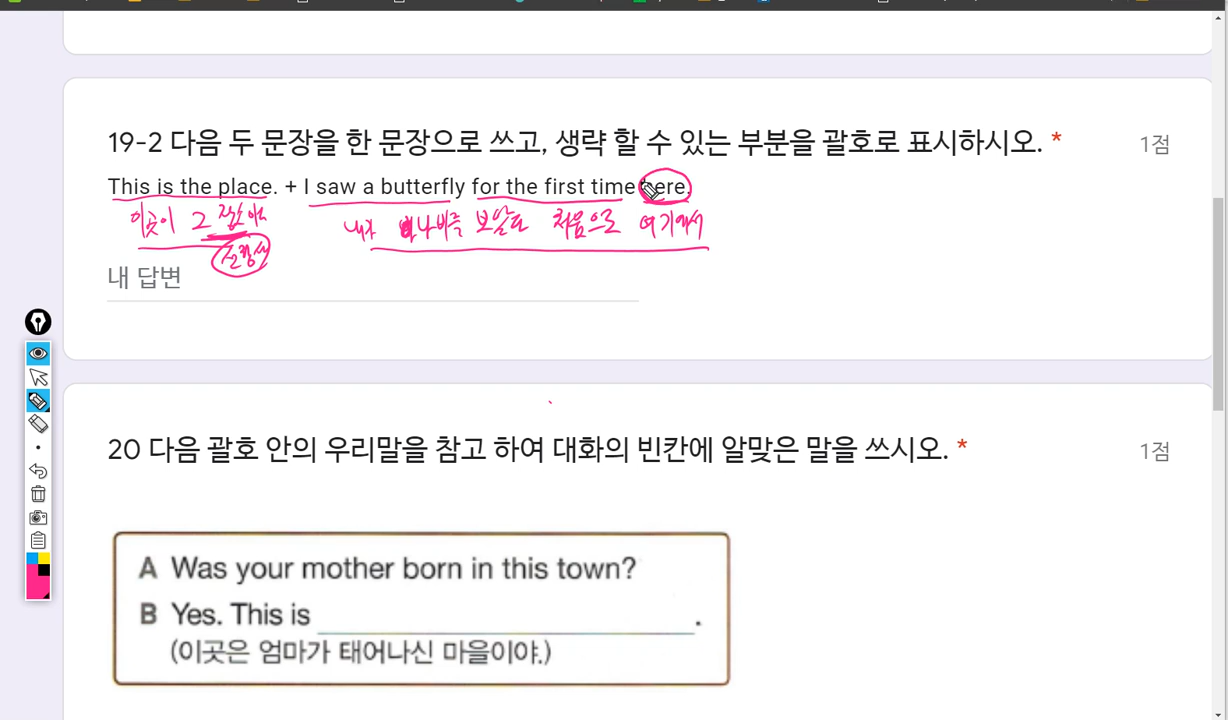 19-2 다음 두 문장을 한 문장으로 쓰고, 생략 할 수 있는 부분을 괄호로 표시하시오. *
1점
This is the place. + I saw a butterfly for the first time here.
이곳이 그 장소이다 내가 나비를 보았다 처음으로 여기에서
선행사
내 답변
20 다음 괄호 안의 우리말을 참고 하여 대화의 빈칸에 알맞은 말을 쓰시오. *
1점
A Was your mother born in this town?
B Yes. This is ____________.
(이곳은 엄마가 태어나신 마을이야.)